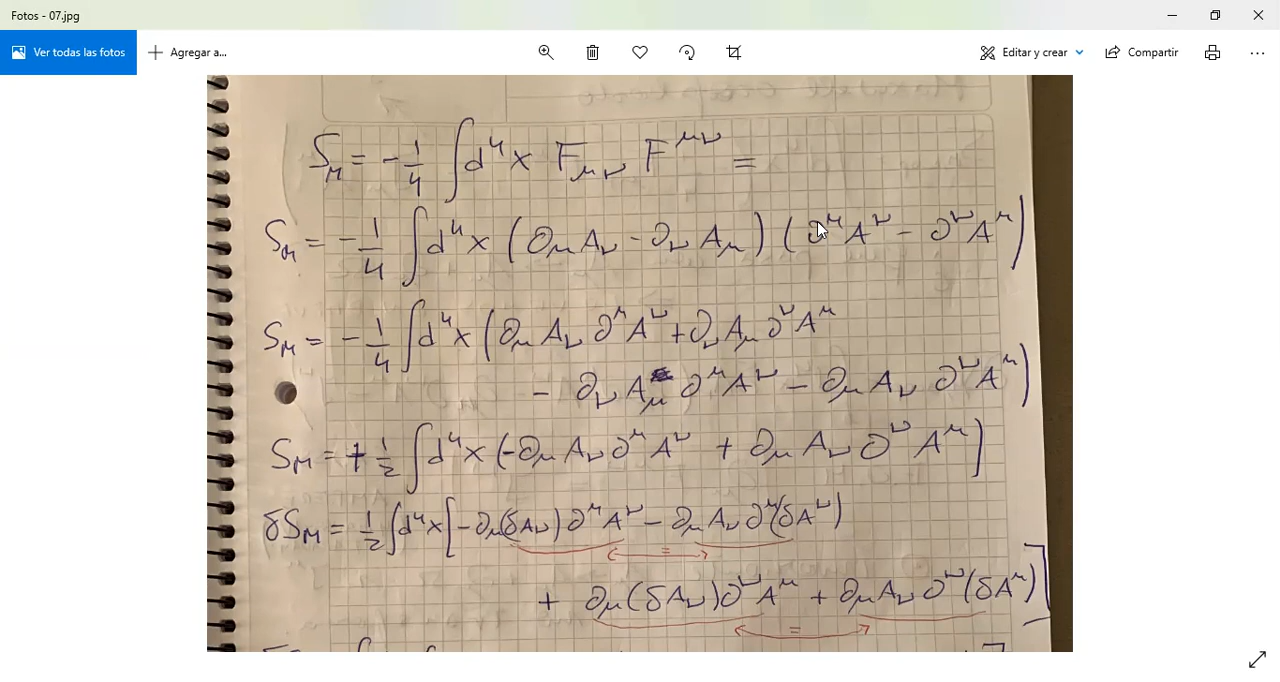 Fotos - 07.jpg
Ver todas las fotos
Agregar a...
Editar y crear
Compartir
S_M = - 1/4 ∫ d⁴x F_μν F^μν =
S_M = - 1/4 ∫ d⁴x (∂_μ A_ν - ∂_ν A_μ) (∂^μ A^ν - ∂^ν A^μ)
S_M = - 1/4 ∫ d⁴x (∂_μ A_ν ∂^μ A^ν + ∂_ν A_μ ∂^ν A^μ
- ∂_ν A_μ ∂^μ A^ν - ∂_μ A_ν ∂^ν A^μ)
S_M = + 1/2 ∫ d⁴x (-∂_μ A_ν ∂^μ A^ν + ∂_μ A_ν ∂^ν A^μ)
δS_M = 1/2 ∫ d⁴x [-∂_μ (δA_ν) ∂^μ A^ν - ∂_μ A_ν ∂^μ (δA^ν)
=
+ ∂_μ (δA_ν) ∂^ν A^μ + ∂_μ A_ν ∂^ν (δA^μ)]
=